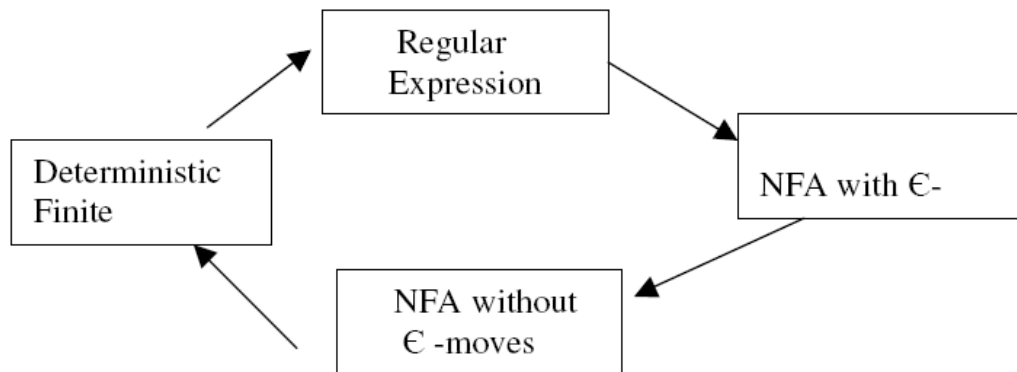 Regular
Expression
Deterministic
Finite
NFA with Є-
NFA without
Є -moves